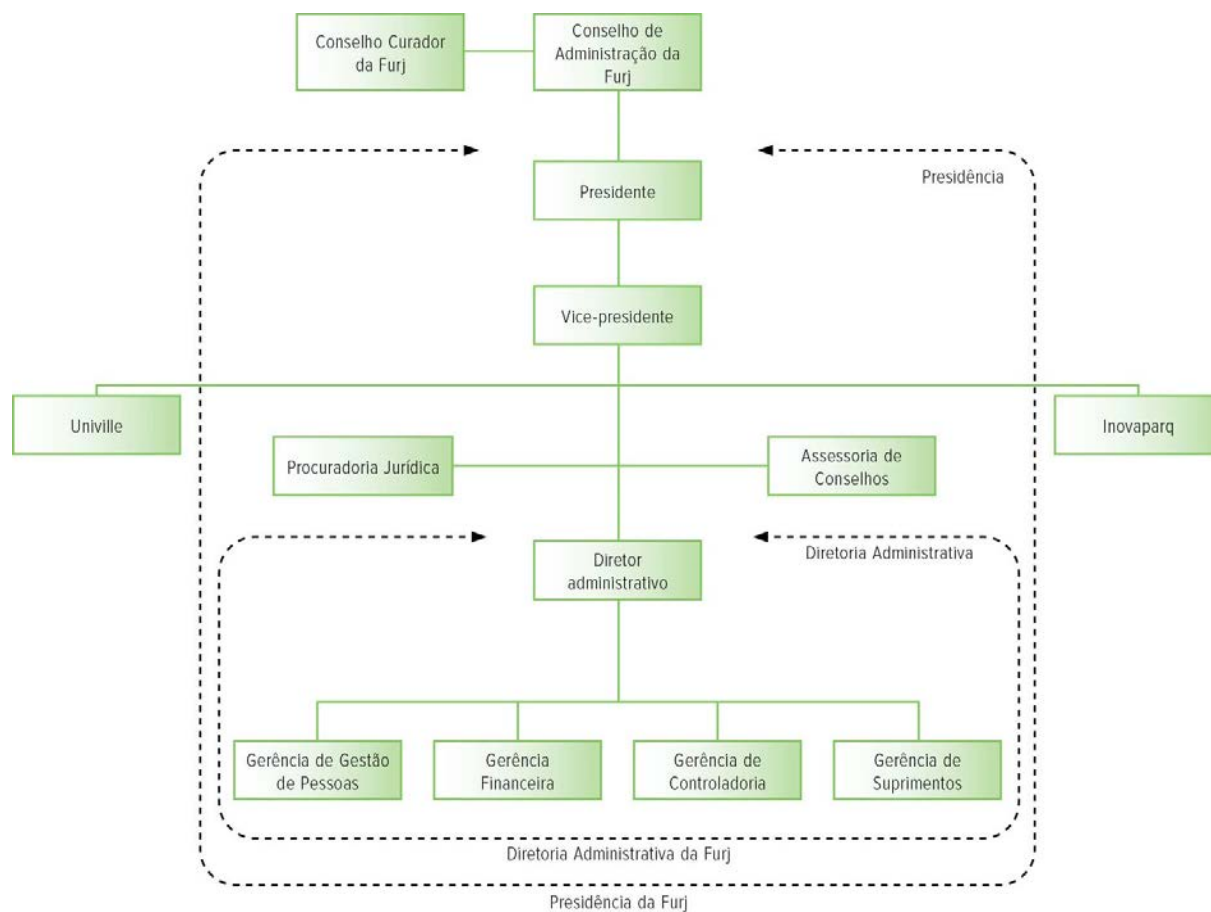 Conselho Curador
da Furj
Conselho de
Administração da
Furj
Presidência
Presidente
Vice-presidente
Univille
Inovaparq
Procuradoria Jurídica
Assessoria de
Conselhos
Diretoria Administrativa
Diretor
administrativo
Gerência de Gestão
de Pessoas
Gerência
Financeira
Gerência de
Controladoria
Gerência de
Suprimentos
Diretoria Administrativa da Furj
Presidência da Furj